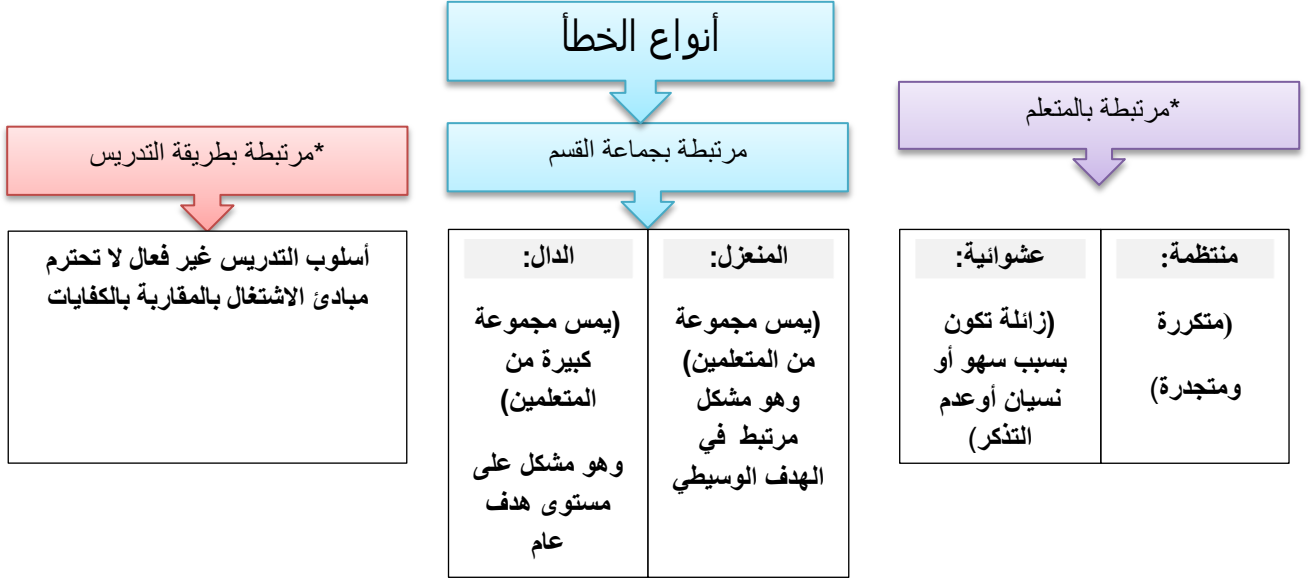 أنواع الخطأ
*مرتبطة بالمتعلم
منتظمة:
(متكررة
ومتجدرة)
عشوائية:
(زائلة تكون
بسبب سهو أو
نسيان أوعدم
التذكر)
مرتبطة بجماعة القسم
المنعزل:
(يمس مجموعة
من المتعلمين)
وهو مشكل
مرتبط في
الهدف الوسيطي
الدال:
(يمس مجموعة
كبيرة من
المتعلمين)
وهو مشكل على
مستوى هدف
عام
*مرتبطة بطريقة التدريس
أسلوب التدريس غير فعال لا تحترم
مبادئ الاشتغال بالمقاربة بالكفايات